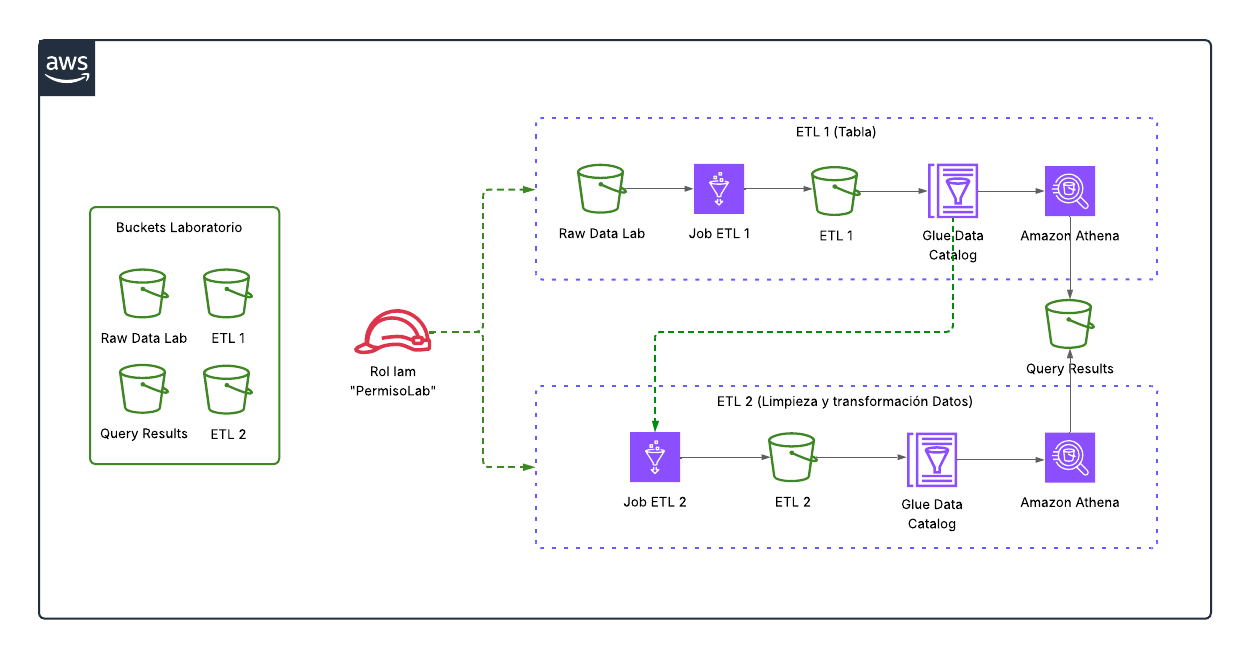 aws
Buckets Laboratorio
Raw Data Lab
ETL 1
Query Results
ETL 2
Rol Iam
"PermisoLab"
ETL 1 (Tabla)
Raw Data Lab
Job ETL 1
ETL 1
Glue Data
Catalog
Amazon Athena
Query Results
ETL 2 (Limpieza y transformación Datos)
Job ETL 2
ETL 2
Glue Data
Catalog
Amazon Athena